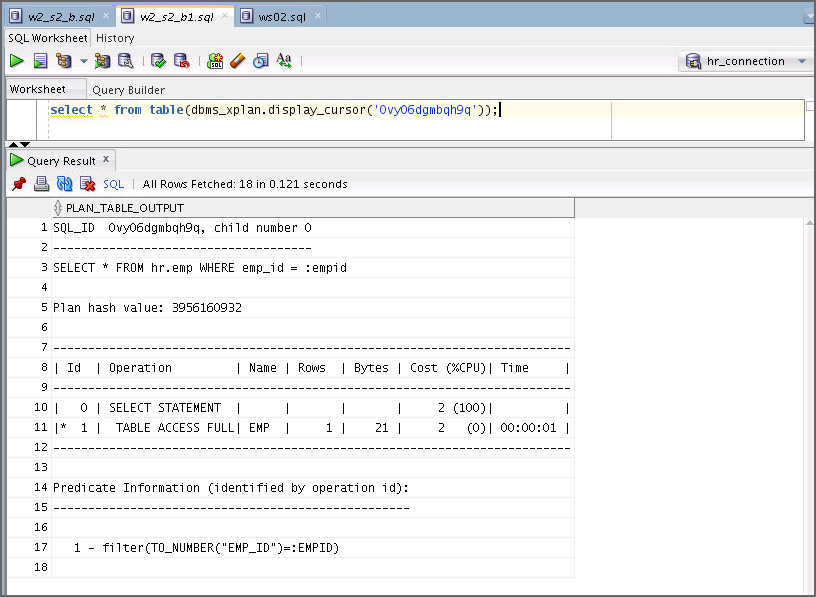 w2_s2_b.sql × w2_s2_b1.sql × ws02.sql ×
SQL Worksheet History
hr_connection
Worksheet Query Builder
select * from table(dbms_xplan.display_cursor('0vy06dgmbqh9q'));
Query Result ×
SQL | All Rows Fetched: 18 in 0.121 seconds
PLAN_TABLE_OUTPUT
1 SQL_ID  0vy06dgmbqh9q, child number 0
2 -------------------------------------
3 SELECT * FROM hr.emp WHERE emp_id = :empid
4
5 Plan hash value: 3956160932
6
7 --------------------------------------------------------------------------
8 | Id  | Operation         | Name | Rows  | Bytes | Cost (%CPU)| Time     |
9 --------------------------------------------------------------------------
10 |   0 | SELECT STATEMENT  |      |       |       |     2 (100)|          |
11 |*  1 |  TABLE ACCESS FULL| EMP  |     1 |    21 |     2   (0)| 00:00:01 |
12 --------------------------------------------------------------------------
13
14 Predicate Information (identified by operation id):
15 ---------------------------------------------------
16
17    1 - filter(TO_NUMBER("EMP_ID")=:EMPID)
18